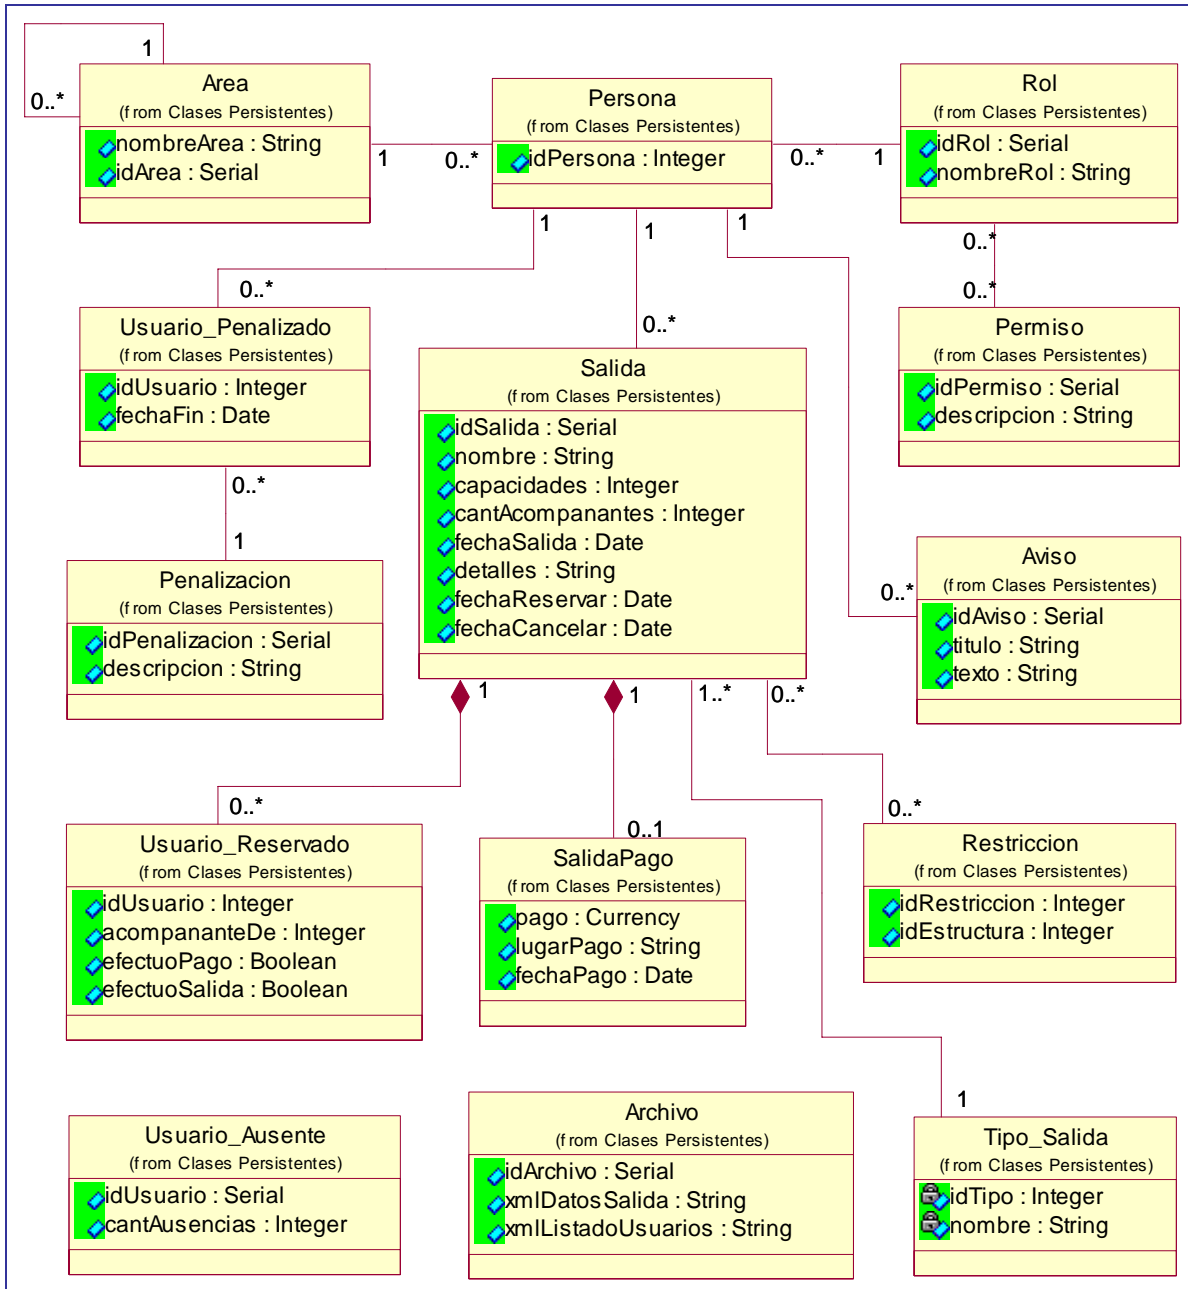 1
0..*
Area
(from Clases Persistentes)
nombreArea : String
idArea : Serial
1
0..*
Persona
(from Clases Persistentes)
idPersona : Integer
0..*
1
Rol
(from Clases Persistentes)
idRol : Serial
nombreRol : String
1
1
1
0..*
0..*
0..*
0..*
Usuario_Penalizado
(from Clases Persistentes)
idUsuario : Integer
fechaFin : Date
Salida
(from Clases Persistentes)
idSalida : Serial
nombre : String
capacidades : Integer
cantAcompanantes : Integer
fechaSalida : Date
detalles : String
fechaReservar : Date
fechaCancelar : Date
Permiso
(from Clases Persistentes)
idPermiso : Serial
descripcion : String
0..*
1
Penalizacion
(from Clases Persistentes)
idPenalizacion : Serial
descripcion : String
0..*
Aviso
(from Clases Persistentes)
idAviso : Serial
titulo : String
texto : String
1
1
1..*
0..*
0..*
0..1
0..*
Usuario_Reservado
(from Clases Persistentes)
idUsuario : Integer
acompananteDe : Integer
efectuoPago : Boolean
efectuoSalida : Boolean
SalidaPago
(from Clases Persistentes)
pago : Currency
lugarPago : String
fechaPago : Date
Restriccion
(from Clases Persistentes)
idRestriccion : Integer
idEstructura : Integer
1
Usuario_Ausente
(from Clases Persistentes)
idUsuario : Serial
cantAusencias : Integer
Archivo
(from Clases Persistentes)
idArchivo : Serial
xmlDatosSalida : String
xmlListadoUsuarios : String
Tipo_Salida
(from Clases Persistentes)
idTipo : Integer
nombre : String